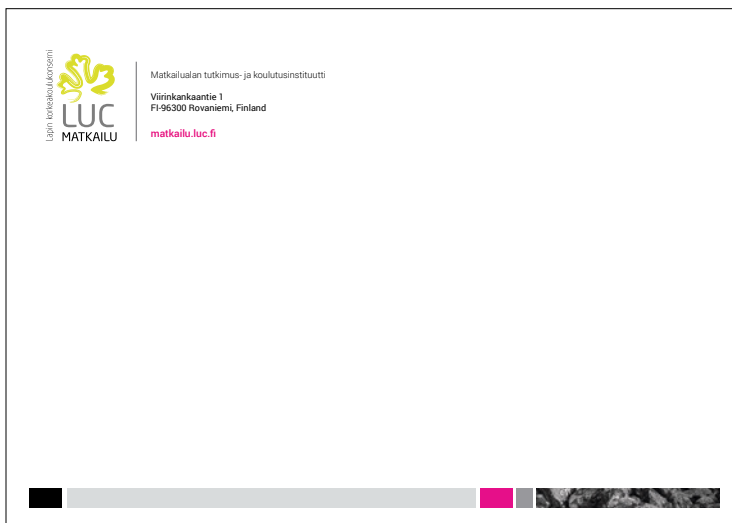 Lapin korkeakoulukonserni
LUC
MATKAILU
Matkailualan tutkimus- ja koulutusinstituutti
Viirinkankaantie 1
FI-96300 Rovaniemi, Finland
matkailu.luc.fi